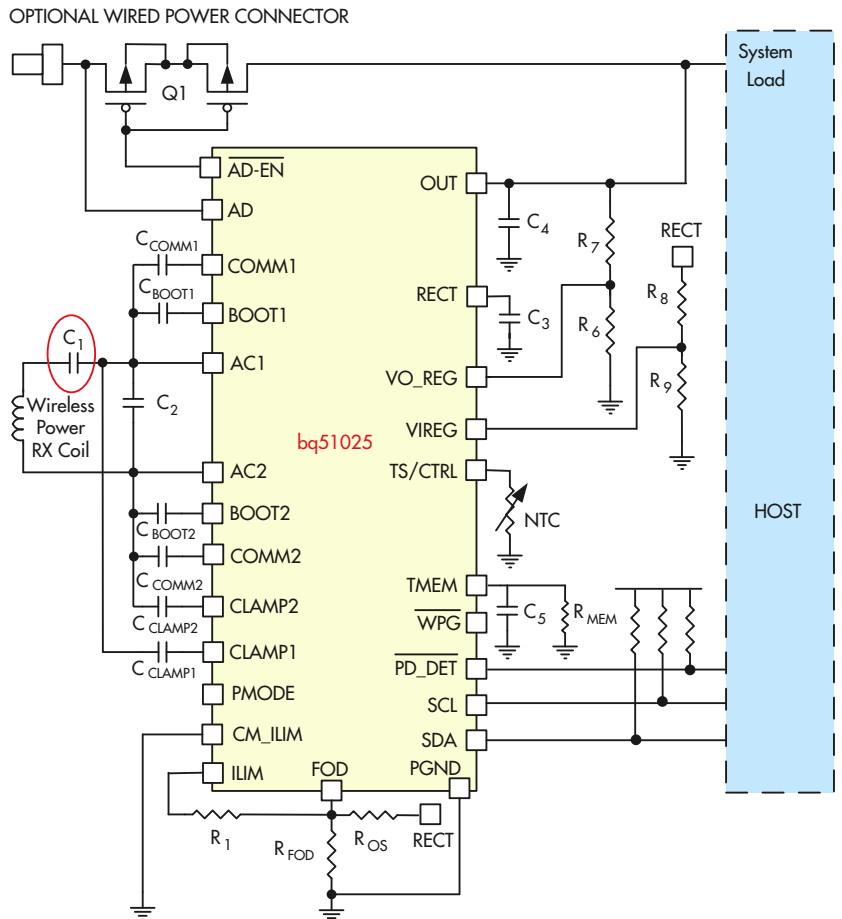 OPTIONAL WIRED POWER CONNECTOR
Q1
System
Load
AD-EN
AD
OUT
C4
R7
RECT
CCOMM1
COMM1
CBOOT1
BOOT1
RECT
C3
R6
R8
C1
AC1
VO_REG
R9
Wireless
Power
RX Coil
C2
bq51025
VIREG
AC2
TS/CTRL
NTC
HOST
BOOT2
CBOOT2
COMM2
CCOMM2
CLAMP2
CCLAMP2
TMEM
C5
RMEM
WPG
CLAMP1
CCLAMP1
PD_DET
PMODE
SCL
CM_ILIM
SDA
ILIM
FOD
PGND
R1
RFOD
ROS
RECT